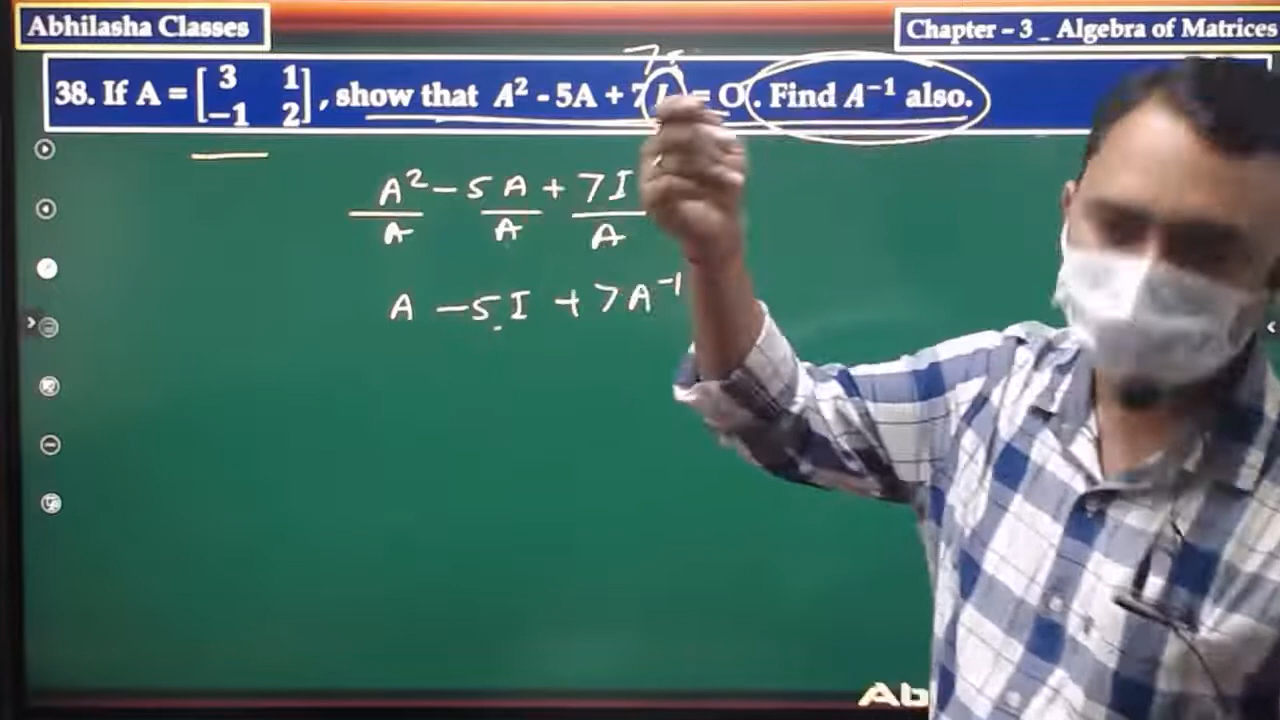 Abhilasha Classes
Chapter - 3 _ Algebra of Matrices
38. If A = [3 1
-1 2], show that A² - 5A + 7I = O. Find A⁻¹ also.
A² - 5A + 7I
A A A
A - 5I + 7A⁻¹
Ab